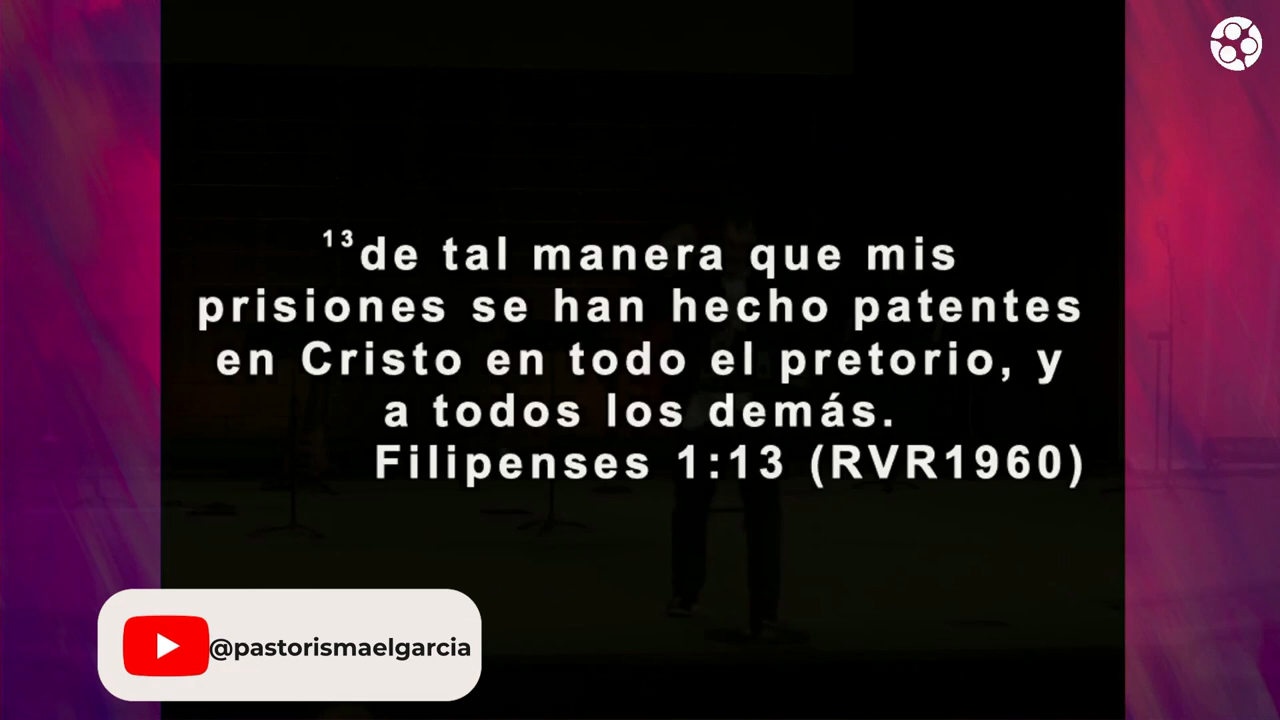 ¹³de tal manera que mis
prisiones se han hecho patentes
en Cristo en todo el pretorio, y
a todos los demás.
Filipenses 1:13 (RVR1960)
@pastorismaelgarcia